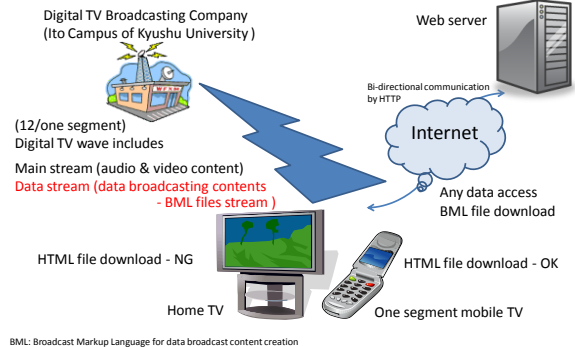 Digital TV Broadcasting Company
(Ito Campus of Kyushu University )
Web server
Bi-directional communication
by HTTP
Internet
(12/one segment)
Digital TV wave includes
Main stream (audio & video content)
Data stream (data broadcasting contents
- BML files stream )
Any data access
BML file download
HTML file download - NG
HTML file download - OK
Home TV
One segment mobile TV
BML: Broadcast Markup Language for data broadcast content creation